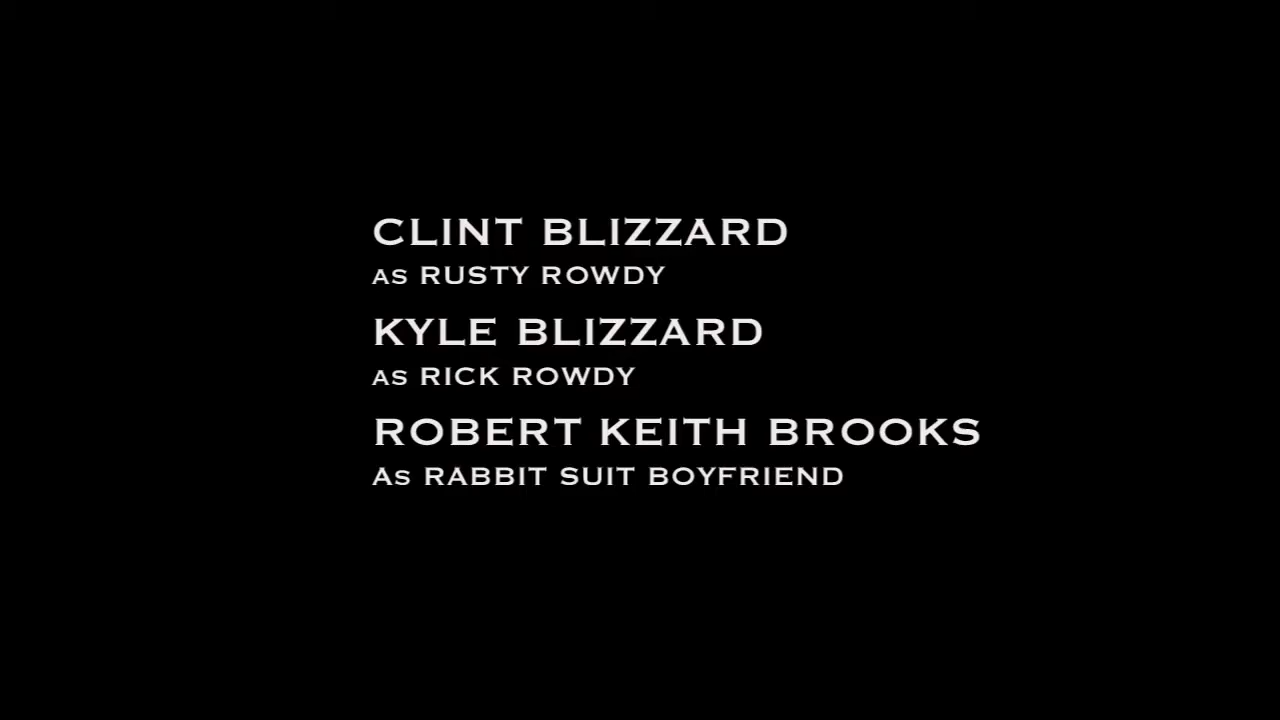 CLINT BLIZZARD
AS RUSTY ROWDY
KYLE BLIZZARD
AS RICK ROWDY
ROBERT KEITH BROOKS
As RABBIT SUIT BOYFRIEND